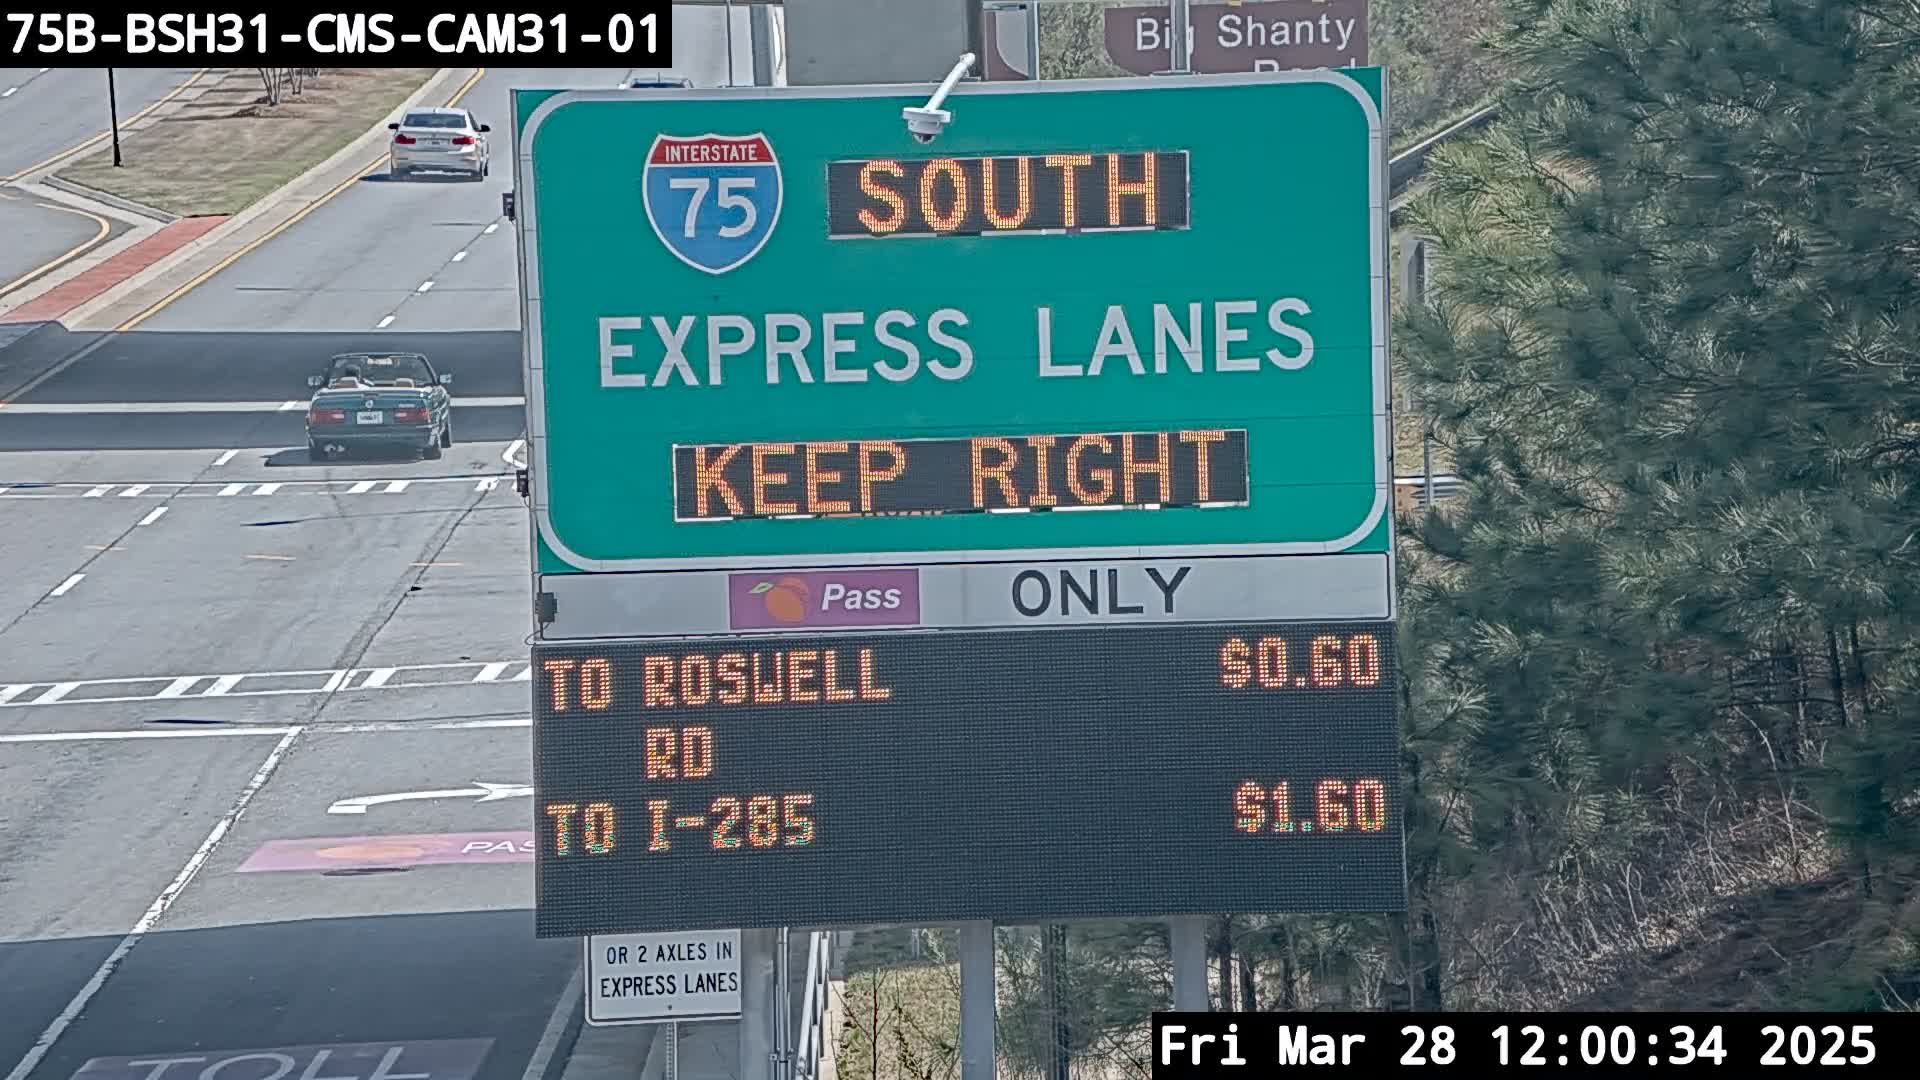 75B-BSH31-CMS-CAM31-01
Big Shanty
Road
INTERSTATE
75
SOUTH
EXPRESS LANES
KEEP RIGHT
Pass ONLY
TO ROSWELL $0.60
RD
TO I-285 $1.60
PAS
OR 2 AXLES IN
EXPRESS LANES
TOLL
Fri Mar 28 12:00:34 2025